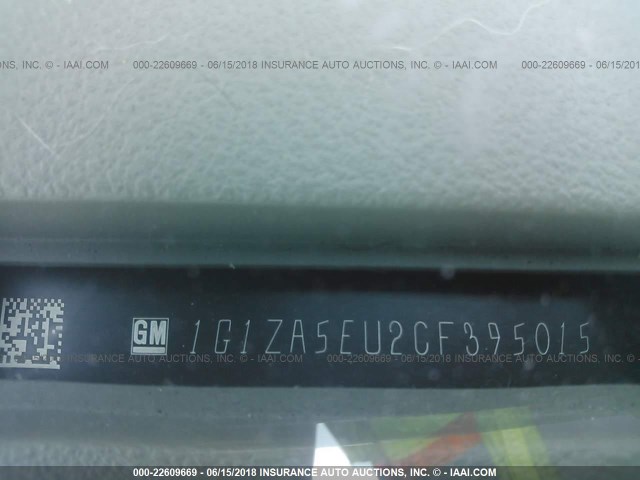 NS, INC. - IAAI.COM 000-22609669 - 06/15/2018 INSURANCE AUTO AUCTIONS, INC. - IAAI.COM 000-22609669 - 06/15/2018
GM 1G1ZA5EU2CF395015
000-22609669 - 06/15/2018 INSURANCE AUTO AUCTIONS, INC. - IAAI.COM